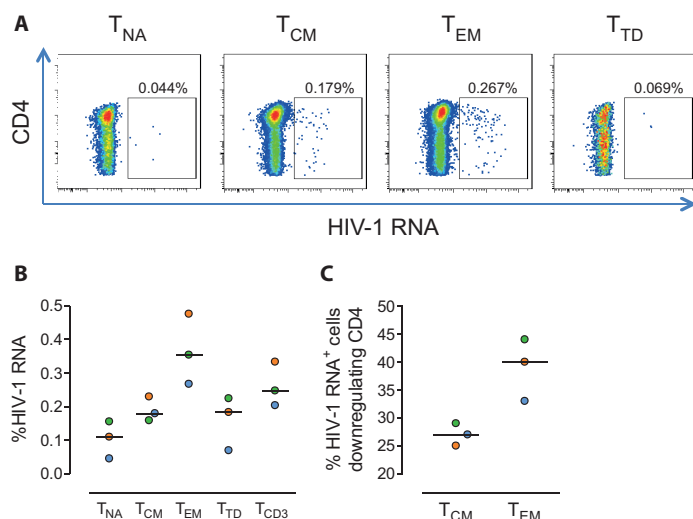 A
TNA TCM TEM TTD
0.044% 0.179% 0.267% 0.069%
CD4
HIV-1 RNA
B
%HIV-1 RNA
0.5
0.4
0.3
0.2
0.1
0.0
TNA TCM TEM TTD TCD3
C
% HIV-1 RNA+ cells
downregulating CD4
50
45
40
35
30
25
20
TCM TEM